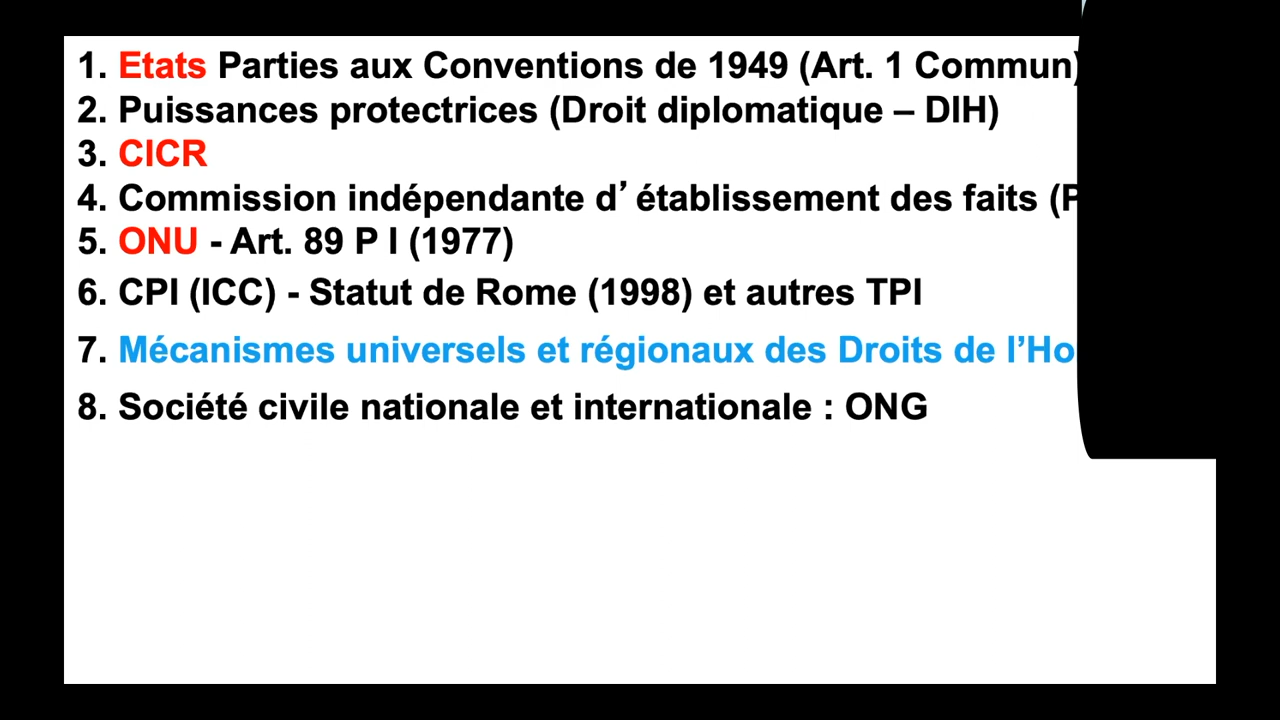 1. Etats Parties aux Conventions de 1949 (Art. 1 Commun)
2. Puissances protectrices (Droit diplomatique – DIH)
3. CICR
4. Commission indépendante d’ établissement des faits
5. ONU - Art. 89 P I (1977)
6. CPI (ICC) - Statut de Rome (1998) et autres TPI
7. Mécanismes universels et régionaux des Droits de
8. Société civile nationale et internationale : ONG